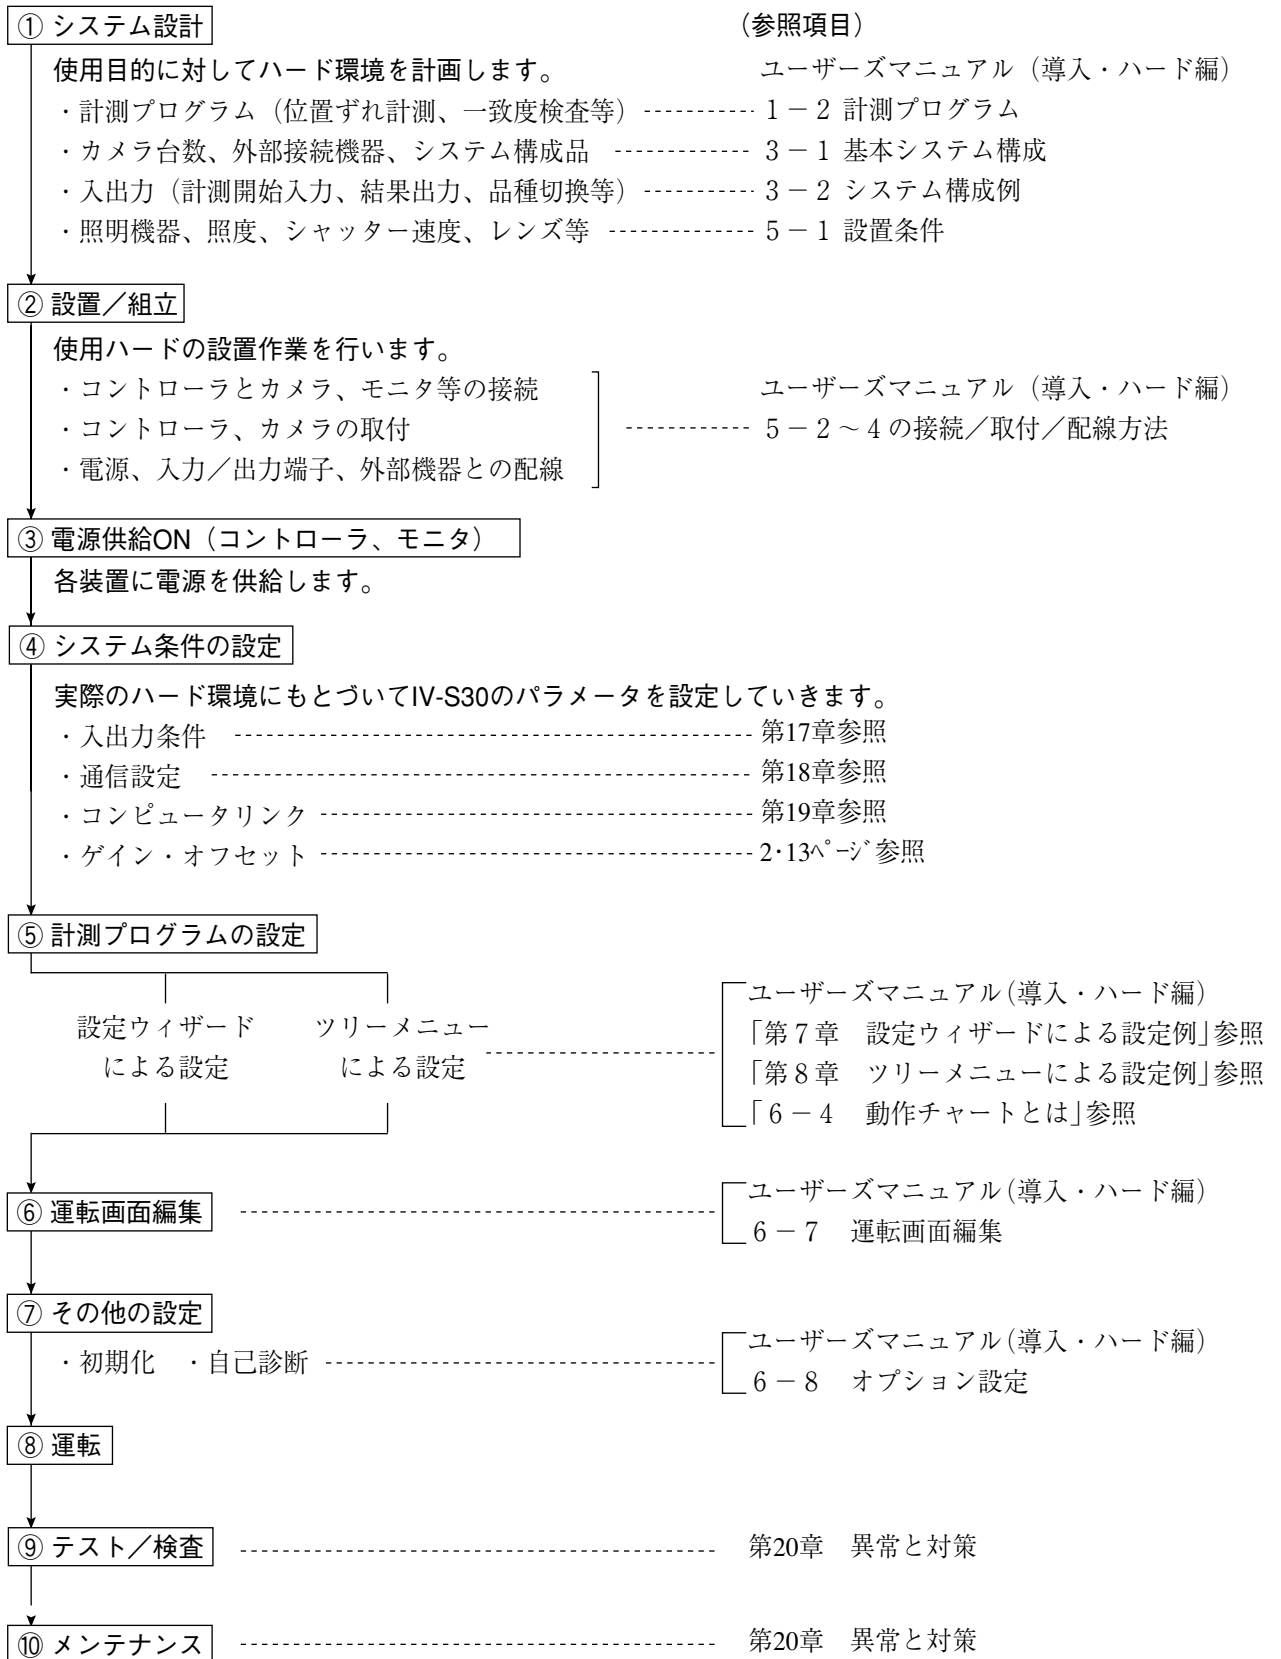 ① システム設計 （参照項目）
使用目的に対してハード環境を計画します。 ユーザーズマニュアル（導入・ハード編）
・計測プログラム（位置ずれ計測、一致度検査等） 1－2 計測プログラム
・カメラ台数、外部接続機器、システム構成品 3－1 基本システム構成
・入出力（計測開始入力、結果出力、品種切換等） 3－2 システム構成例
・照明機器、照度、シャッター速度、レンズ等 5－1 設置条件
② 設置／組立
使用ハードの設置作業を行います。
・コントローラとカメラ、モニタ等の接続 ユーザーズマニュアル（導入・ハード編）
・コントローラ、カメラの取付 5－2～4の接続／取付／配線方法
・電源、入力／出力端子、外部機器との配線
③ 電源供給ON（コントローラ、モニタ）
各装置に電源を供給します。
④ システム条件の設定
実際のハード環境にもとづいてIV-S30のパラメータを設定していきます。
・入出力条件 第17章参照
・通信設定 第18章参照
・コンピュータリンク 第19章参照
・ゲイン・オフセット 2･13ﾍﾟｰｼﾞ参照
⑤ 計測プログラムの設定
設定ウィザード ツリーメニュー ユーザーズマニュアル（導入・ハード編）
による設定 による設定 「第７章　設定ウィザードによる設定例」参照
「第８章　ツリーメニューによる設定例」参照
「６－４　動作チャートとは」参照
⑥ 運転画面編集 ユーザーズマニュアル（導入・ハード編）
６－７　運転画面編集
⑦ その他の設定
・初期化　・自己診断 ユーザーズマニュアル（導入・ハード編）
６－８　オプション設定
⑧ 運転
⑨ テスト／検査 第20章　異常と対策
⑩ メンテナンス 第20章　異常と対策